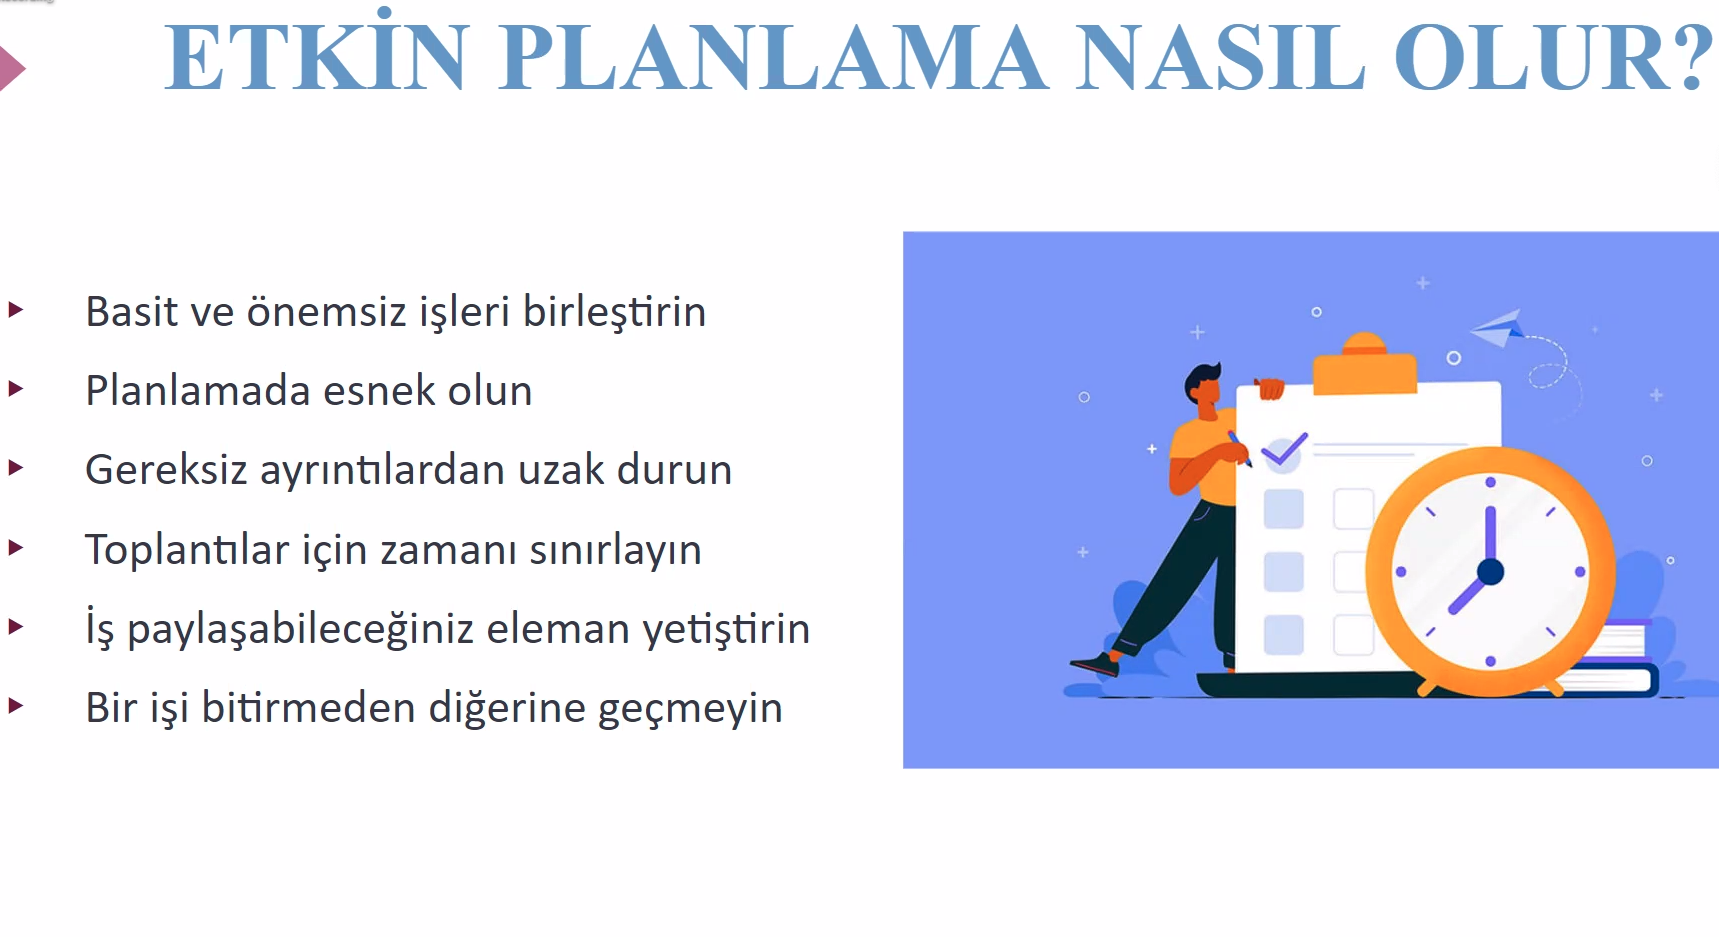 ETKİN PLANLAMA NASIL OLUR?
Basit ve önemsiz işleri birleştirin
Planlamada esnek olun
Gereksiz ayrıntılardan uzak durun
Toplantılar için zamanı sınırlayın
İş paylaşabileceğiniz eleman yetiştirin
Bir işi bitirmeden diğerine geçmeyin